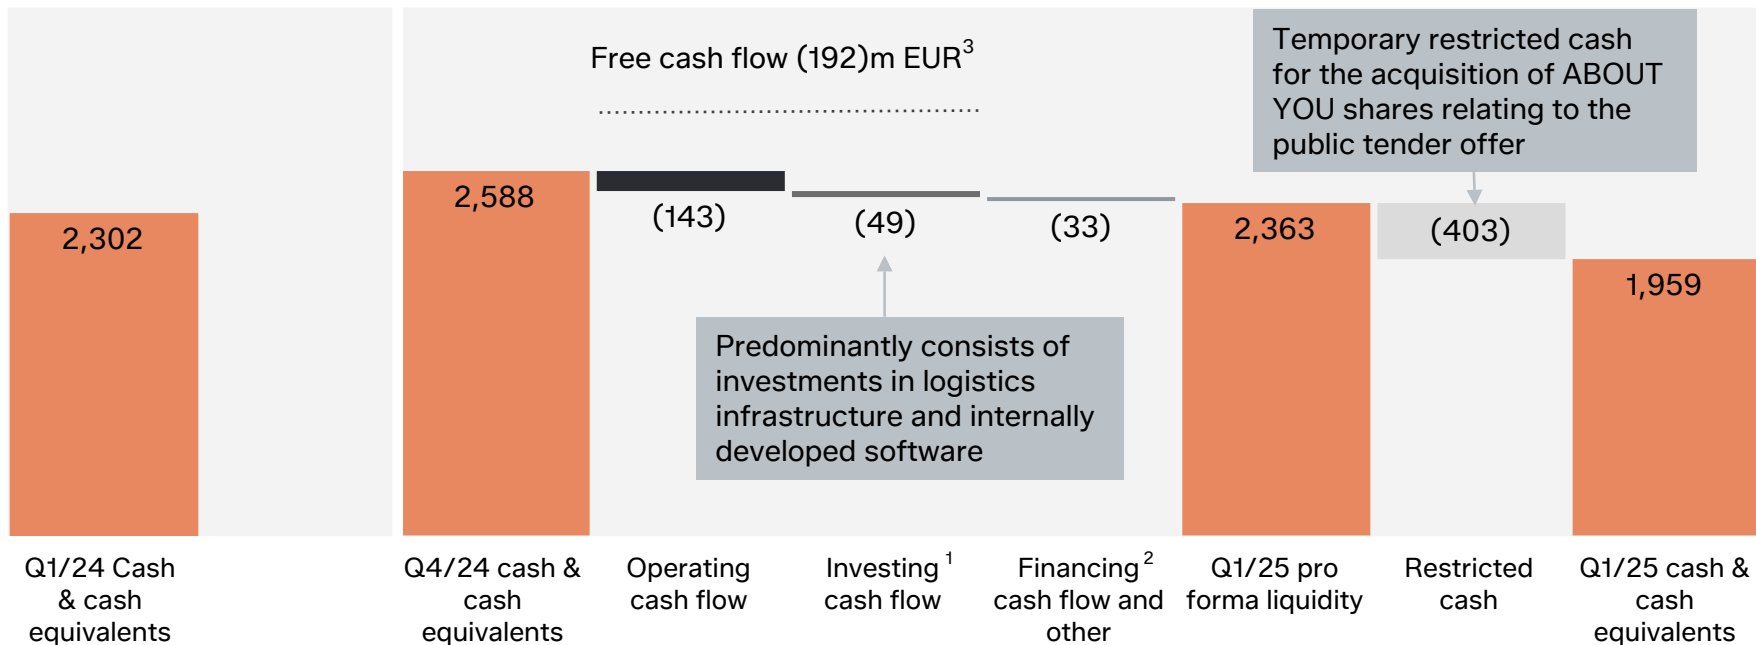 Free cash flow (192)m EUR³
Temporary restricted cash
for the acquisition of ABOUT
YOU shares relating to the
public tender offer
2,302
2,588
(143)
(49)
(33)
2,363
(403)
1,959
Predominantly consists of
investments in logistics
infrastructure and internally
developed software
Q1/24 Cash
& cash
equivalents
Q4/24 cash &
cash
equivalents
Operating
cash flow
Investing ¹
cash flow
Financing ²
cash flow and
other
Q1/25 pro
forma liquidity
Restricted
cash
Q1/25 cash &
cash
equivalents